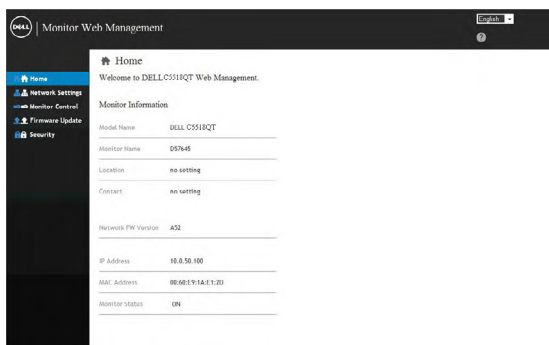 DELL Monitor Web Management
English
Home
Network Settings
Monitor Control
Firmware Update
Security
Home
Welcome to DELL C5518QT Web Management.
Monitor Information
Model Name DELL C5518QT
Monitor Name D57645
Location no setting
Contact no setting
Network FW Version A52
IP Address 10.0.50.100
MAC Address 00:60:E9:1A:E1:2D
Monitor Status ON